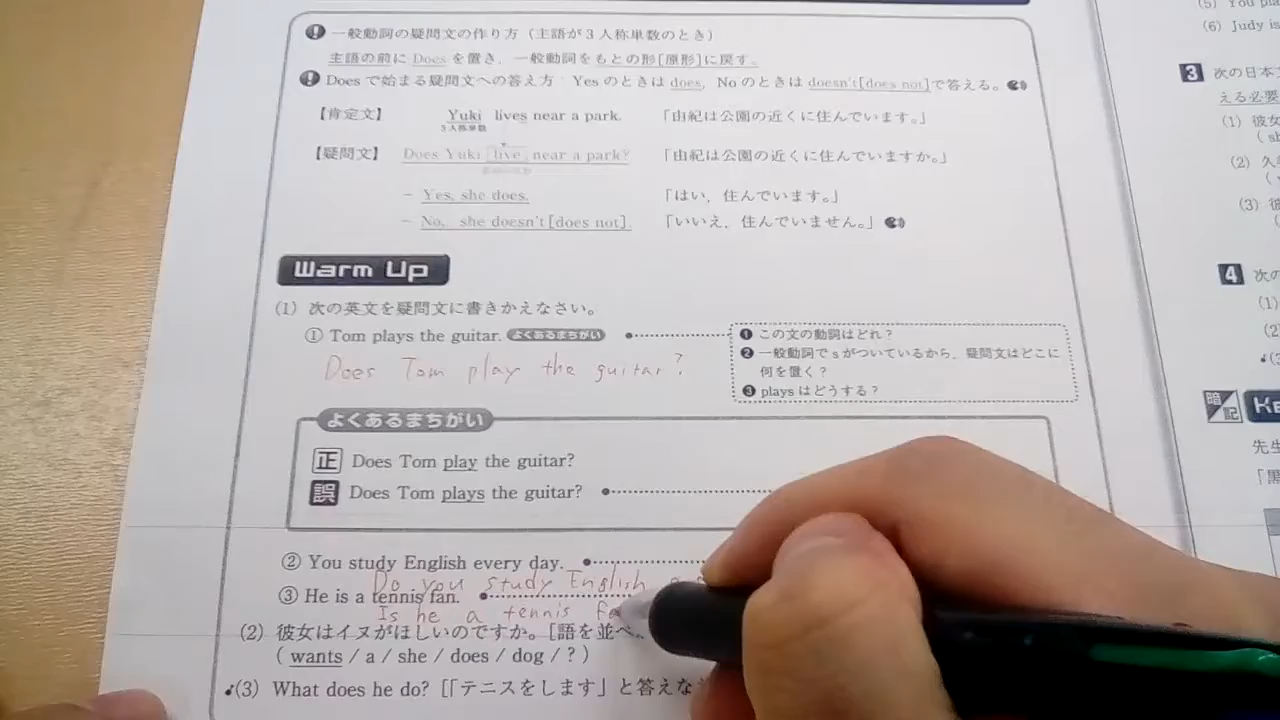 一般動詞の疑問文の作り方（主語が3人称単数のとき）
主語の前に Does を置き，一般動詞をもとの形[原形]に戻す。
Does で始まる疑問文への答え方 Yes のときは does, No のときは doesn't[does not]で答える。
【肯定文】 Yuki lives near a park. 「由紀は公園の近くに住んでいます。」
3人称単数
【疑問文】 Does Yuki live near a park? 「由紀は公園の近くに住んでいますか。」
－ Yes, she does. 「はい，住んでいます。」
－ No, she doesn't[does not]. 「いいえ，住んでいません。」
Warm Up
(1) 次の英文を疑問文に書きかえなさい。
① Tom plays the guitar. よくあるまちがい
Does Tom play the guitar?
❶ この文の動詞はどれ？
❷ 一般動詞で s がついているから，疑問文はどこに
何を置く？
❸ plays はどうする？
よくあるまちがい
正 Does Tom play the guitar?
誤 Does Tom plays the guitar?
② You study English every day.
Do you study English
③ He is a tennis fan.
Is he a tennis
(2) 彼女はイヌがほしいのですか。[語を並べ
( wants / a / she / does / dog / ? )
(3) What does he do? [「テニスをします」と答えな
(5) You
(6) Judy is
3 次の日本
える必要
(1) 彼女
(2) 久
(3) 彼
4 次の
(1)
(2)
暗記
先生
「黒